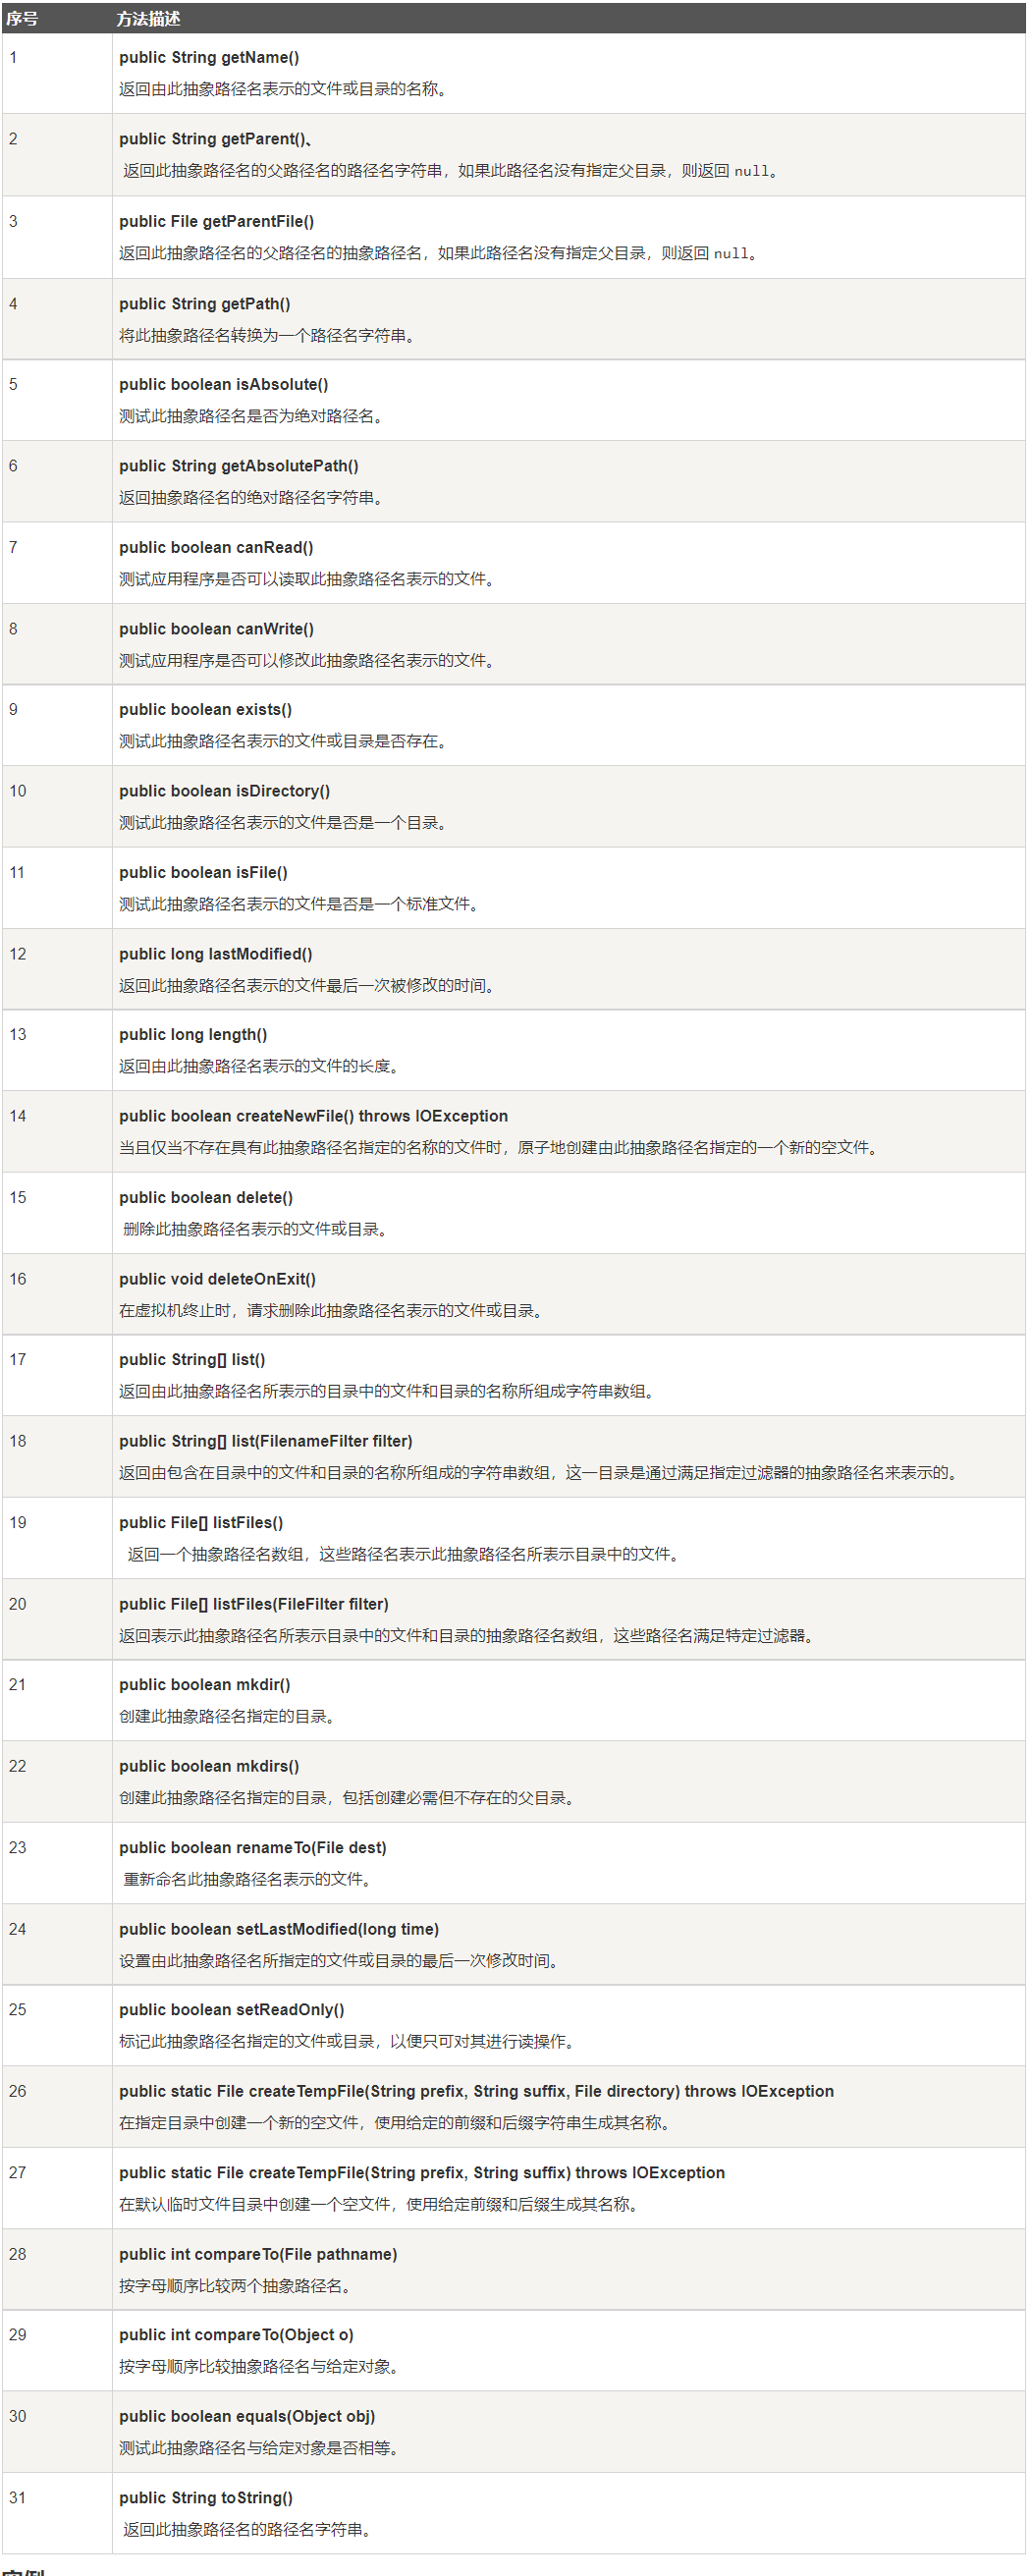 序号 方法描述
1 public String getName()
返回由此抽象路径名表示的文件或目录的名称。
2 public String getParent()、
返回此抽象路径名的父路径名的路径名字符串，如果此路径名没有指定父目录，则返回 null。
3 public File getParentFile()
返回此抽象路径名的父路径名的抽象路径名，如果此路径名没有指定父目录，则返回 null。
4 public String getPath()
将此抽象路径名转换为一个路径名字符串。
5 public boolean isAbsolute()
测试此抽象路径名是否为绝对路径名。
6 public String getAbsolutePath()
返回抽象路径名的绝对路径名字符串。
7 public boolean canRead()
测试应用程序是否可以读取此抽象路径名表示的文件。
8 public boolean canWrite()
测试应用程序是否可以修改此抽象路径名表示的文件。
9 public boolean exists()
测试此抽象路径名表示的文件或目录是否存在。
10 public boolean isDirectory()
测试此抽象路径名表示的文件是否是一个目录。
11 public boolean isFile()
测试此抽象路径名表示的文件是否是一个标准文件。
12 public long lastModified()
返回此抽象路径名表示的文件最后一次被修改的时间。
13 public long length()
返回由此抽象路径名表示的文件的长度。
14 public boolean createNewFile() throws IOException
当且仅当不存在具有此抽象路径名指定的名称的文件时，原子地创建由此抽象路径名指定的一个新的空文件。
15 public boolean delete()
删除此抽象路径名表示的文件或目录。
16 public void deleteOnExit()
在虚拟机终止时，请求删除此抽象路径名表示的文件或目录。
17 public String[] list()
返回由此抽象路径名所表示的目录中的文件和目录的名称所组成字符串数组。
18 public String[] list(FilenameFilter filter)
返回由包含在目录中的文件和目录的名称所组成的字符串数组，这一目录是通过满足指定过滤器的抽象路径名来表示的。
19 public File[] listFiles()
返回一个抽象路径名数组，这些路径名表示此抽象路径名所表示目录中的文件。
20 public File[] listFiles(FileFilter filter)
返回表示此抽象路径名所表示目录中的文件和目录的抽象路径名数组，这些路径名满足特定过滤器。
21 public boolean mkdir()
创建此抽象路径名指定的目录。
22 public boolean mkdirs()
创建此抽象路径名指定的目录，包括创建必需但不存在的父目录。
23 public boolean renameTo(File dest)
重新命名此抽象路径名表示的文件。
24 public boolean setLastModified(long time)
设置由此抽象路径名所指定的文件或目录的最后一次修改时间。
25 public boolean setReadOnly()
标记此抽象路径名指定的文件或目录，以便只可对其进行读操作。
26 public static File createTempFile(String prefix, String suffix, File directory) throws IOException
在指定目录中创建一个新的空文件，使用给定的前缀和后缀字符串生成其名称。
27 public static File createTempFile(String prefix, String suffix) throws IOException
在默认临时文件目录中创建一个空文件，使用给定前缀和后缀生成其名称。
28 public int compareTo(File pathname)
按字母顺序比较两个抽象路径名。
29 public int compareTo(Object o)
按字母顺序比较抽象路径名与给定对象。
30 public boolean equals(Object obj)
测试此抽象路径名与给定对象是否相等。
31 public String toString()
返回此抽象路径名的路径名字符串。